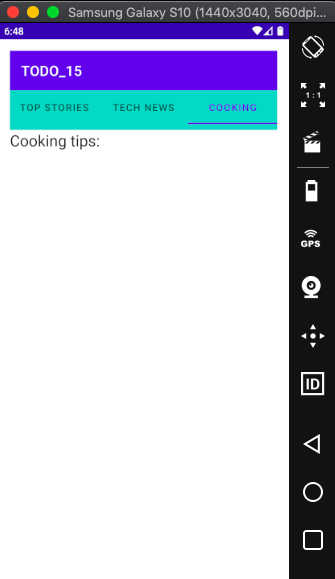 Samsung Galaxy S10 (1440x3040, 560dpi...
6:48
TODO_15
TOP STORIES TECH NEWS COOKING
Cooking tips:
1:1
GPS
ID